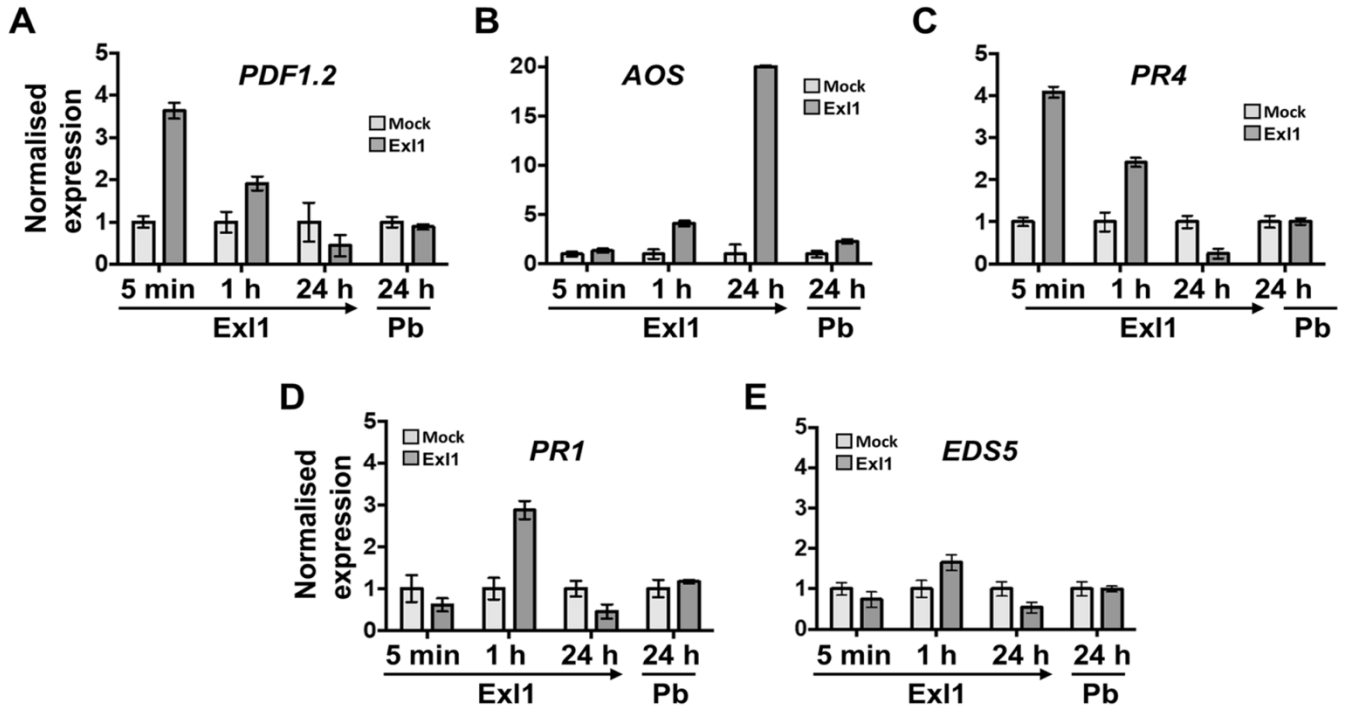 A
PDF1.2
Normalised
expression
5
4
3
2
1
0
Mock
Exl1
5 min 1 h 24 h 24 h
Exl1 Pb
B
AOS
20
15
10
5
0
Mock
Exl1
5 min 1 h 24 h 24 h
Exl1 Pb
C
PR4
5
4
3
2
1
0
Mock
Exl1
5 min 1 h 24 h 24 h
Exl1 Pb
D
PR1
Normalised
expression
5
4
3
2
1
0
Mock
Exl1
5 min 1 h 24 h 24 h
Exl1 Pb
E
EDS5
5
4
3
2
1
0
Mock
Exl1
5 min 1 h 24 h 24 h
Exl1 Pb